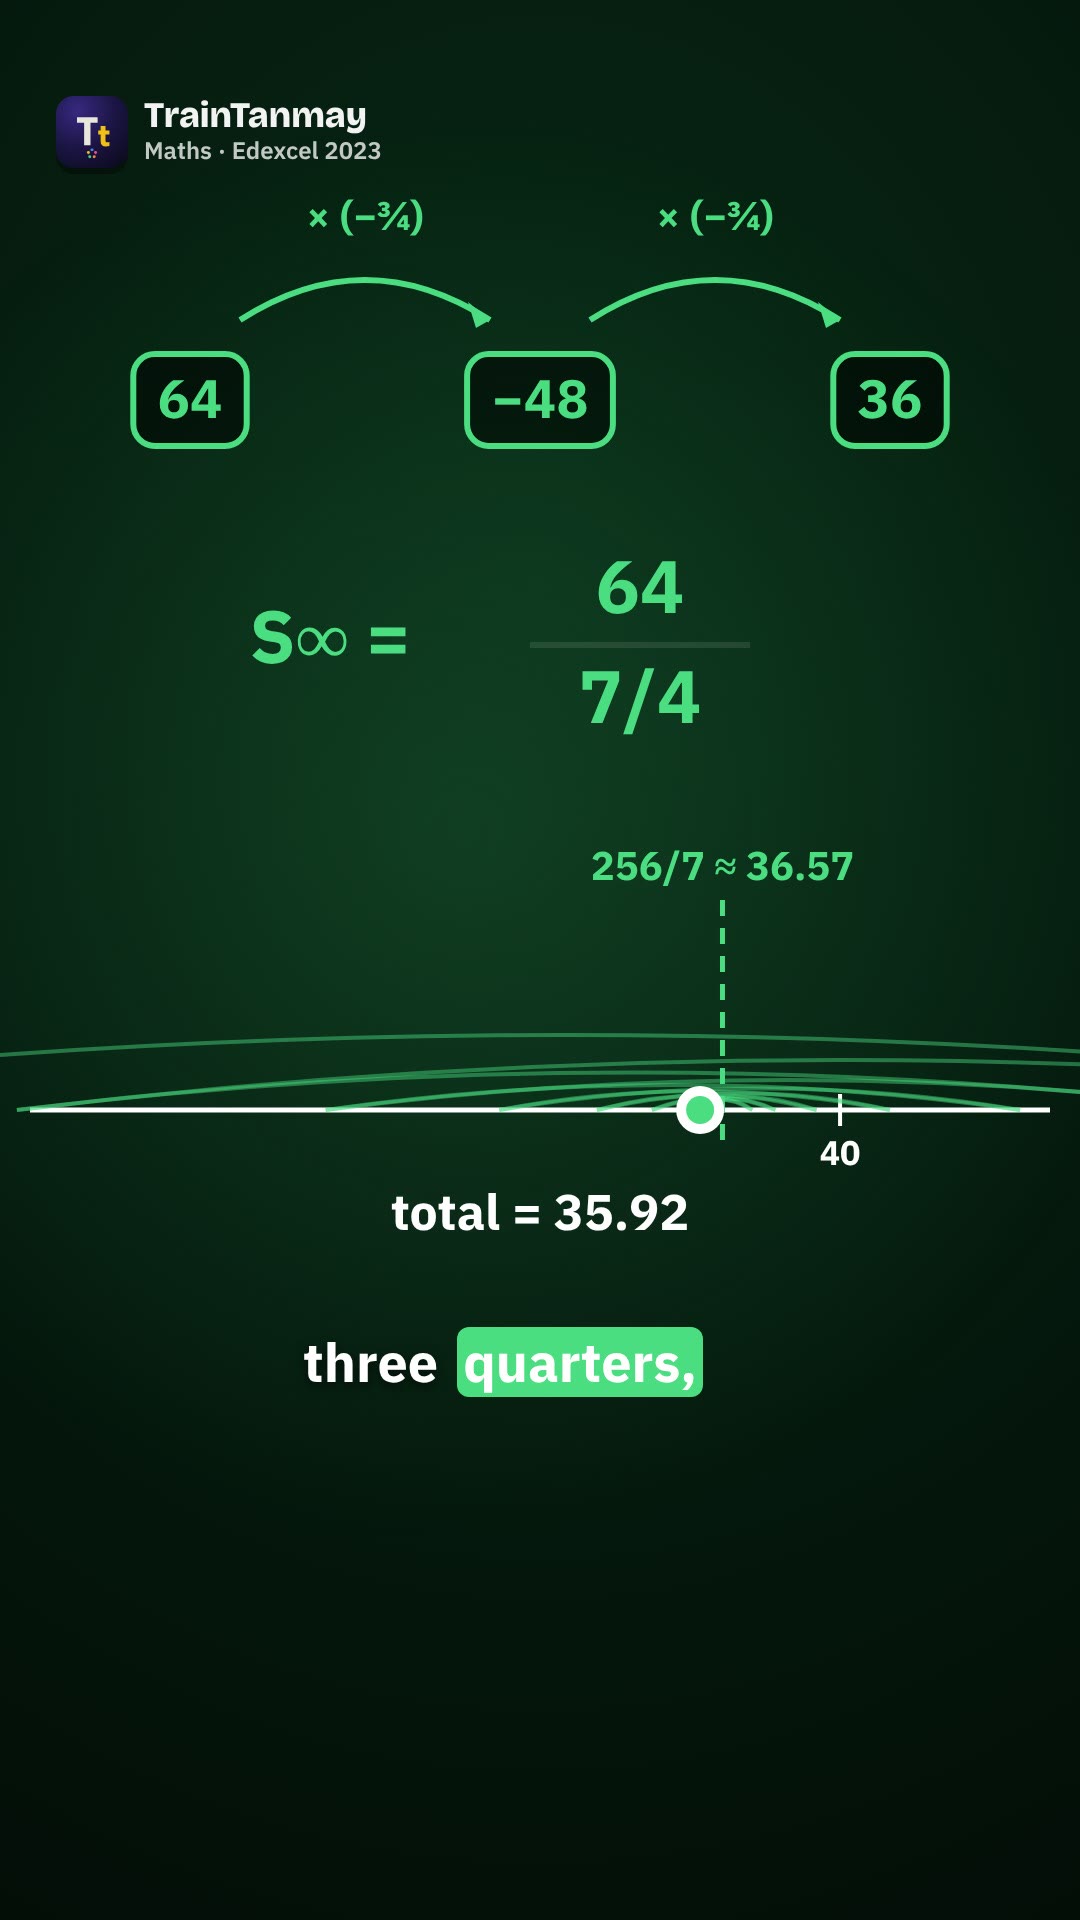 TrainTanmay
Tt
Maths · Edexcel 2023
× (−¾) × (−¾)
64 −48 36
S∞ = 64
7/4
256/7 ≈ 36.57
40
total = 35.92
three quarters,